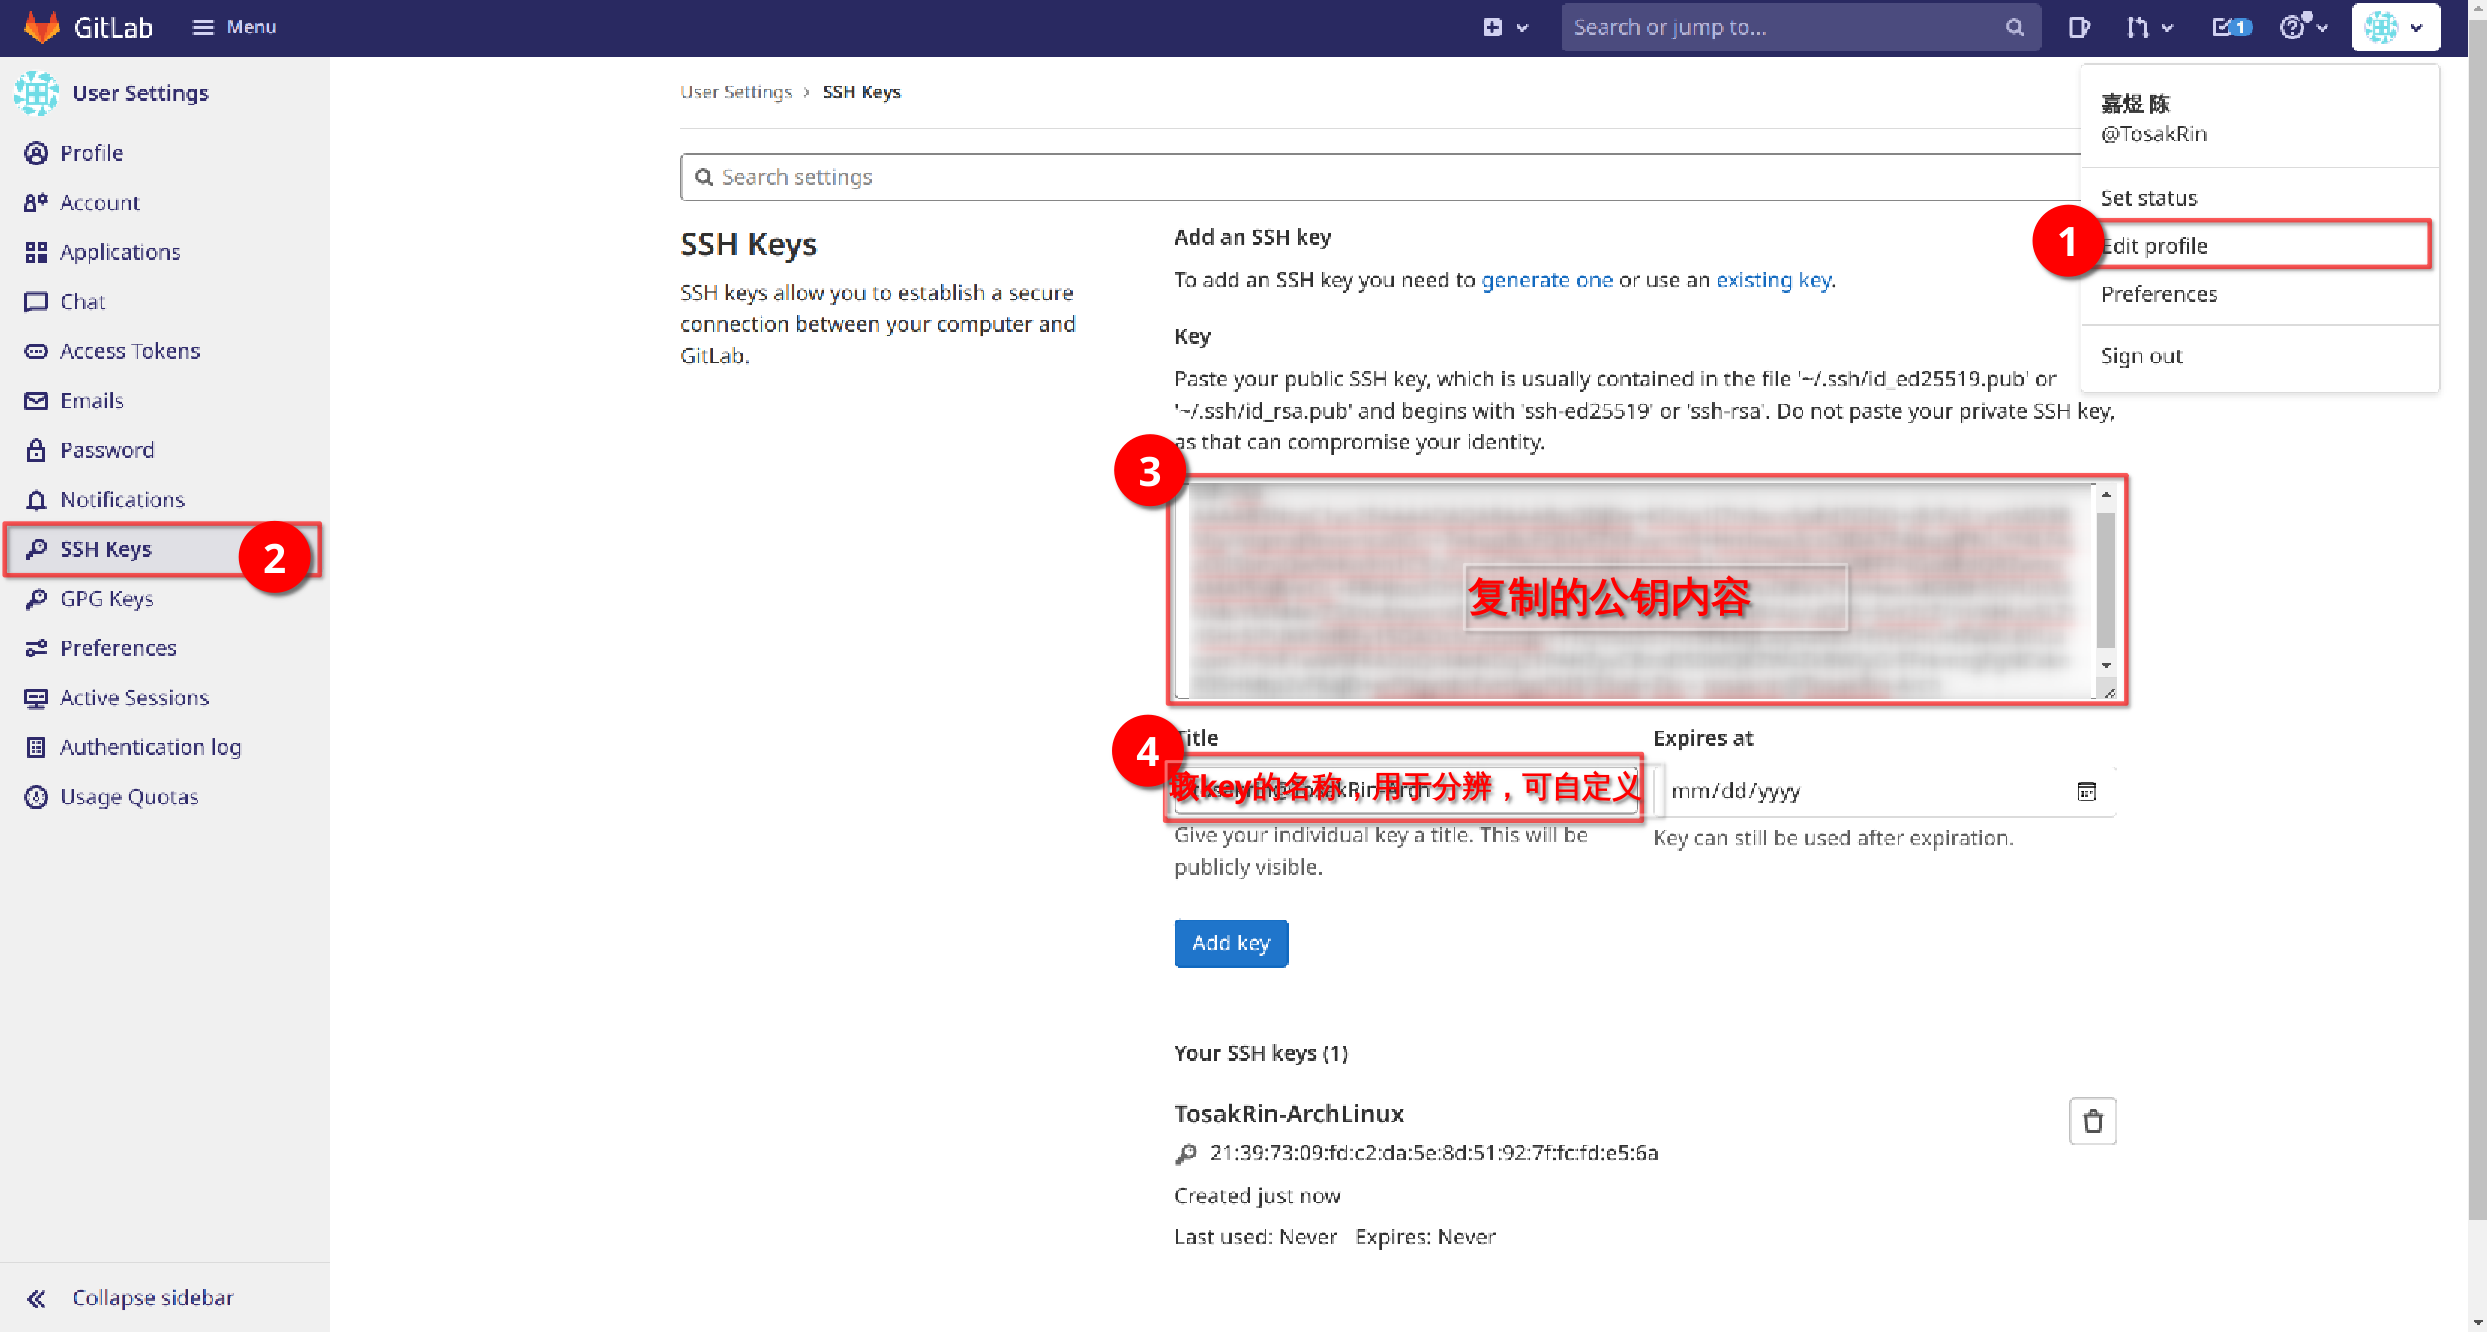 GitLab
Menu
Search or jump to...
1
User Settings
Profile
Account
Applications
Chat
Access Tokens
Emails
Password
Notifications
SSH Keys
2
GPG Keys
Preferences
Active Sessions
Authentication log
Usage Quotas
Collapse sidebar
User Settings › SSH Keys
Search settings
SSH Keys
SSH keys allow you to establish a secure
connection between your computer and
GitLab.
Add an SSH key
To add an SSH key you need to generate one or use an existing key.
Key
Paste your public SSH key, which is usually contained in the file '~/.ssh/id_ed25519.pub' or
'~/.ssh/id_rsa.pub' and begins with 'ssh-ed25519' or 'ssh-rsa'. Do not paste your private SSH key,
as that can compromise your identity.
3
复制的公钥内容
4
Title
该key的名称，用于分辨，可自定义
Give your individual key a title. This will be
publicly visible.
Expires at
mm/dd/yyyy
Key can still be used after expiration.
Add key
Your SSH keys (1)
TosakRin-ArchLinux
21:39:73:09:fd:c2:da:5e:8d:51:92:7f:fc:fd:e5:6a
Created just now
Last used: Never Expires: Never
嘉煜 陈
@TosakRin
Set status
1
Edit profile
Preferences
Sign out